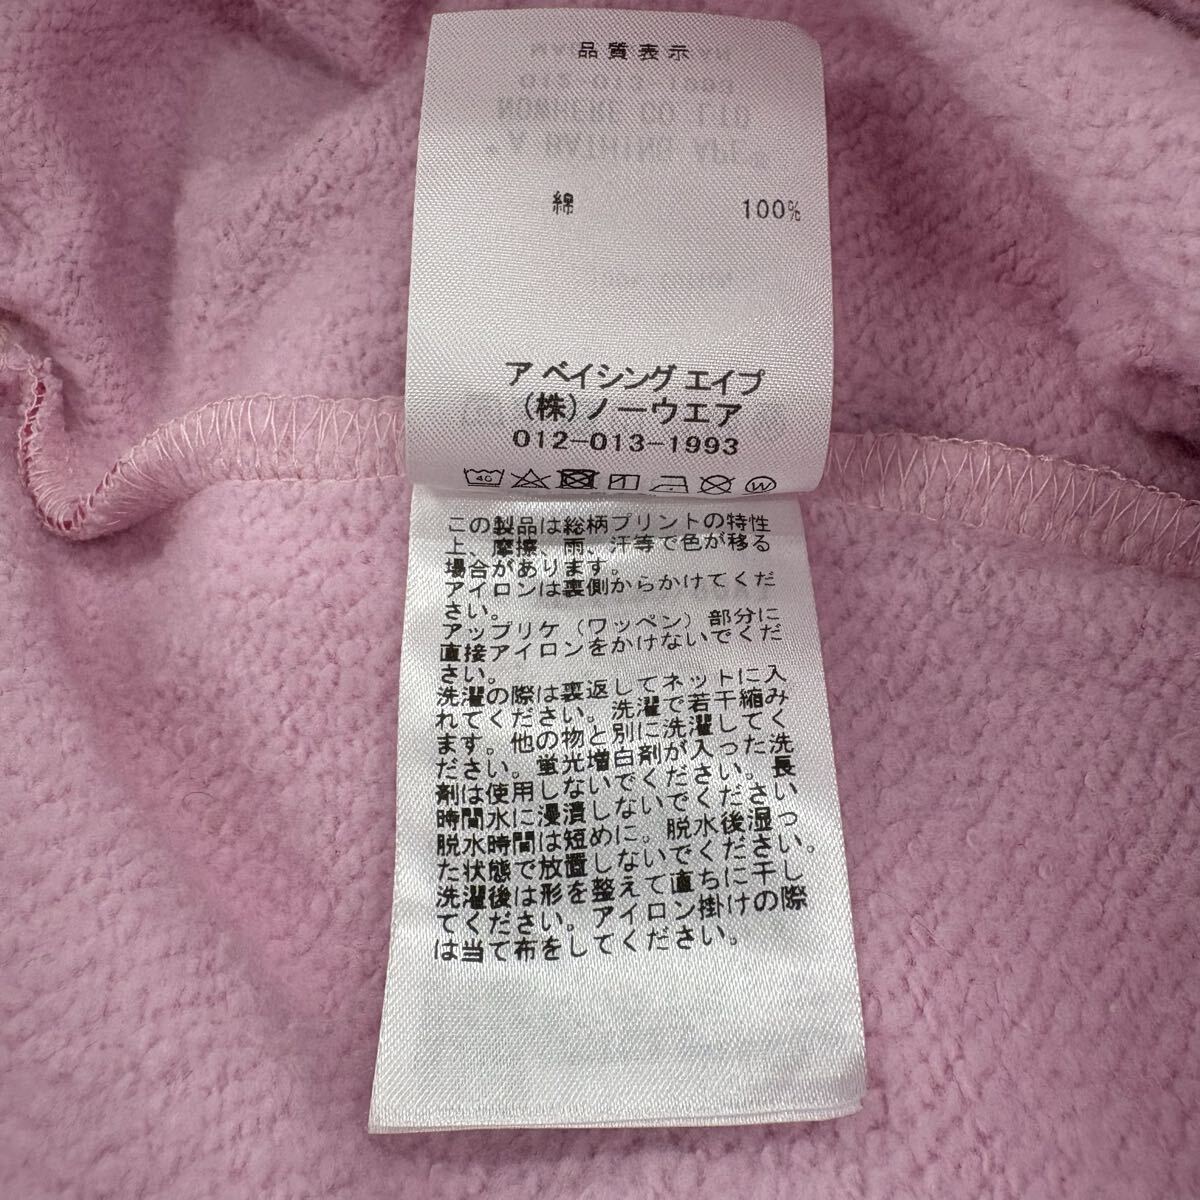 品質表示
綿 100%
ア ベイシング エイプ
(株)ノーウエア
012-013-1993
40
W
この製品は総柄プリントの特性
上、摩擦、雨、汗等で色が移る
場合があります。
アイロンは裏側からかけてくだ
さい。
アップリケ（ワッペン）部分に
直接アイロンをかけないでくだ
さい。
洗濯の際は裏返してネットに入
れてください。洗濯で若干縮み
ます。他の物と別に洗濯してく
ださい。蛍光増白剤が入った洗
剤は使用しないでください。長
時間水に浸漬しないでください
脱水時間は短めに。脱水後湿っ
た状態で放置しないでください。
洗濯後は形を整えて直ちに干し
てください。アイロン掛けの際
は当て布をしてください。